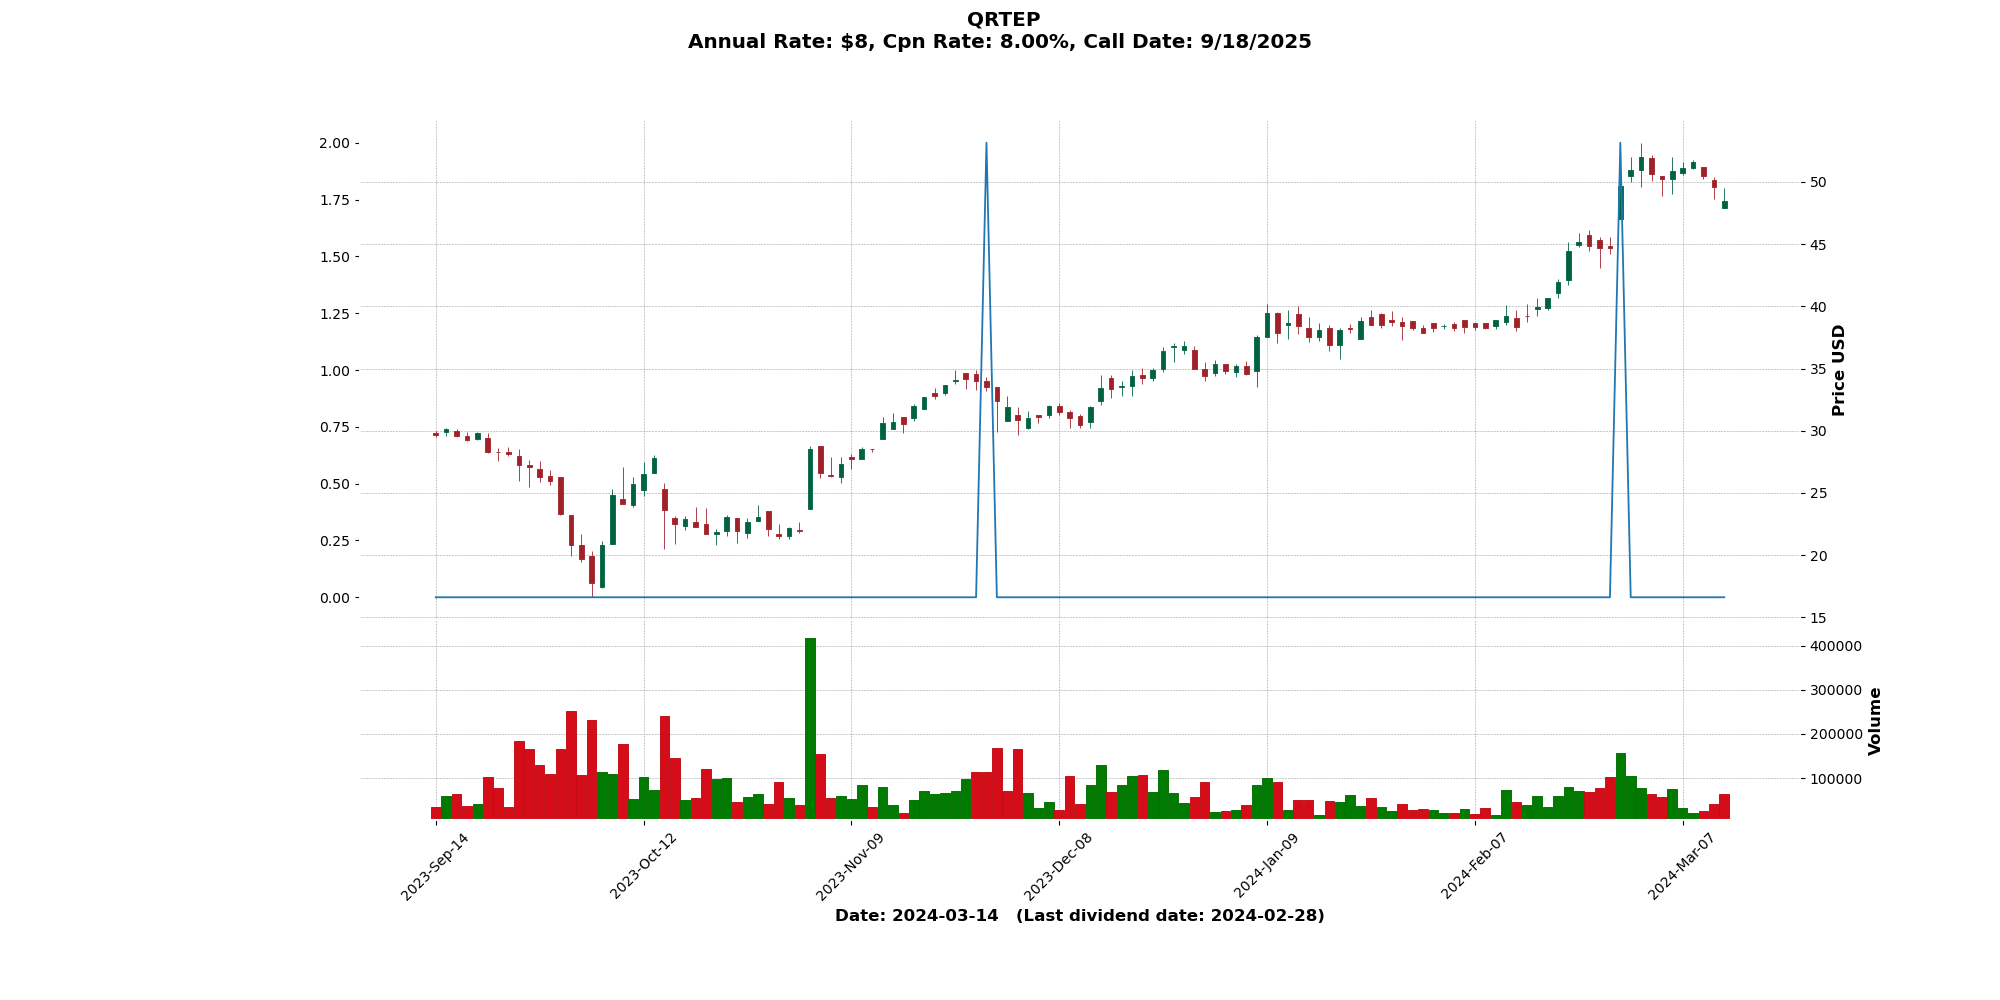 QRTEP
Annual Rate: $8, Cpn Rate: 8.00%, Call Date: 9/18/2025
2.00
1.75
1.50
1.25
1.00
0.75
0.50
0.25
0.00
50
45
40
35
30
25
20
15
Price USD
400000
300000
200000
100000
Volume
2023-Sep-14
2023-Oct-12
2023-Nov-09
2023-Dec-08
2024-Jan-09
2024-Feb-07
2024-Mar-07
Date: 2024-03-14 (Last dividend date: 2024-02-28)